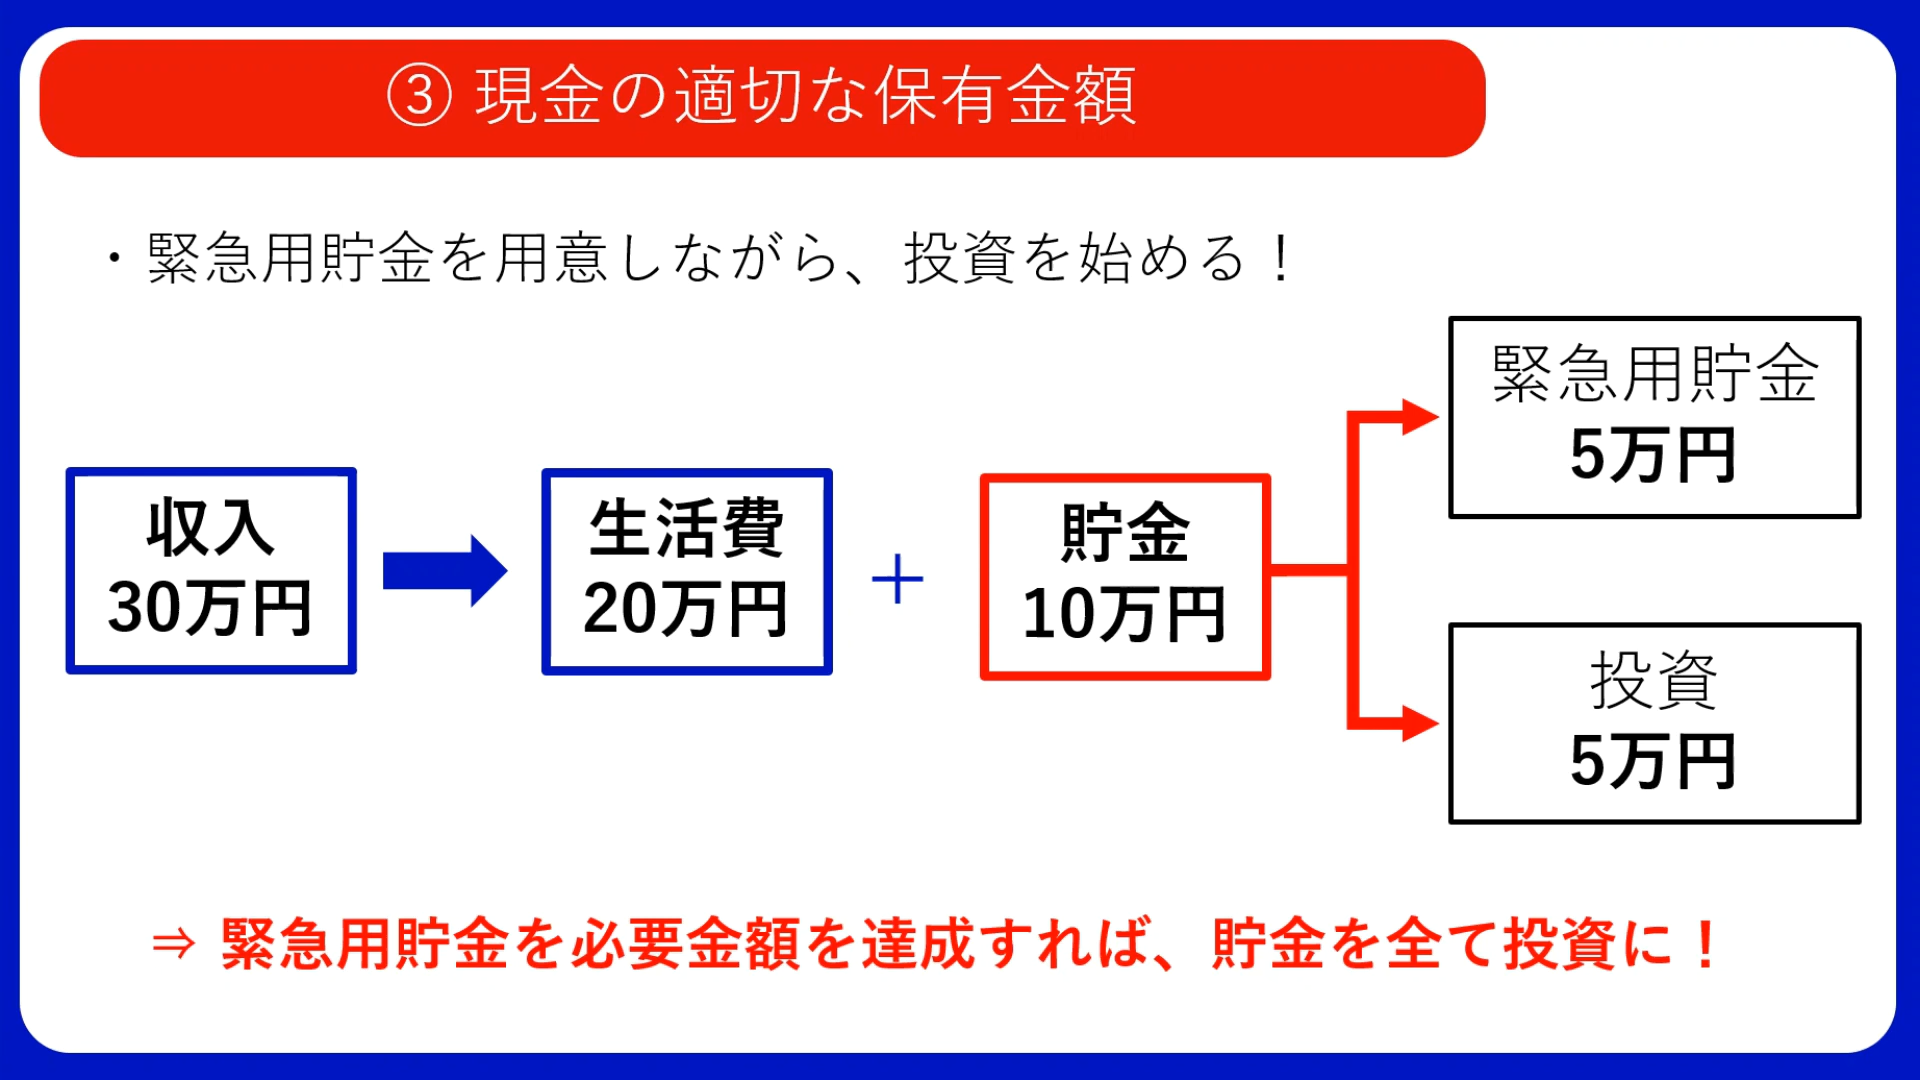 ③ 現金の適切な保有金額
・緊急用貯金を用意しながら、投資を始める！
収入
30万円
生活費
20万円
＋
貯金
10万円
緊急用貯金
5万円
投資
5万円
⇒ 緊急用貯金を必要金額を達成すれば、貯金を全て投資に！